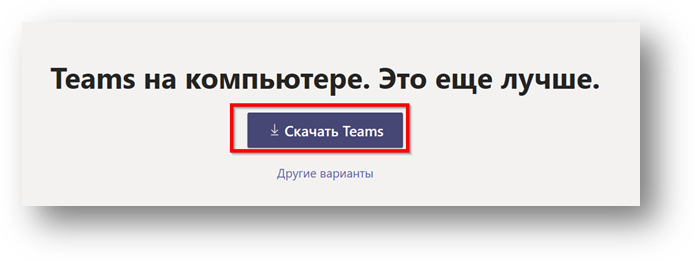 Teams на компьютере. Это еще лучше.
Скачать Teams
Другие варианты